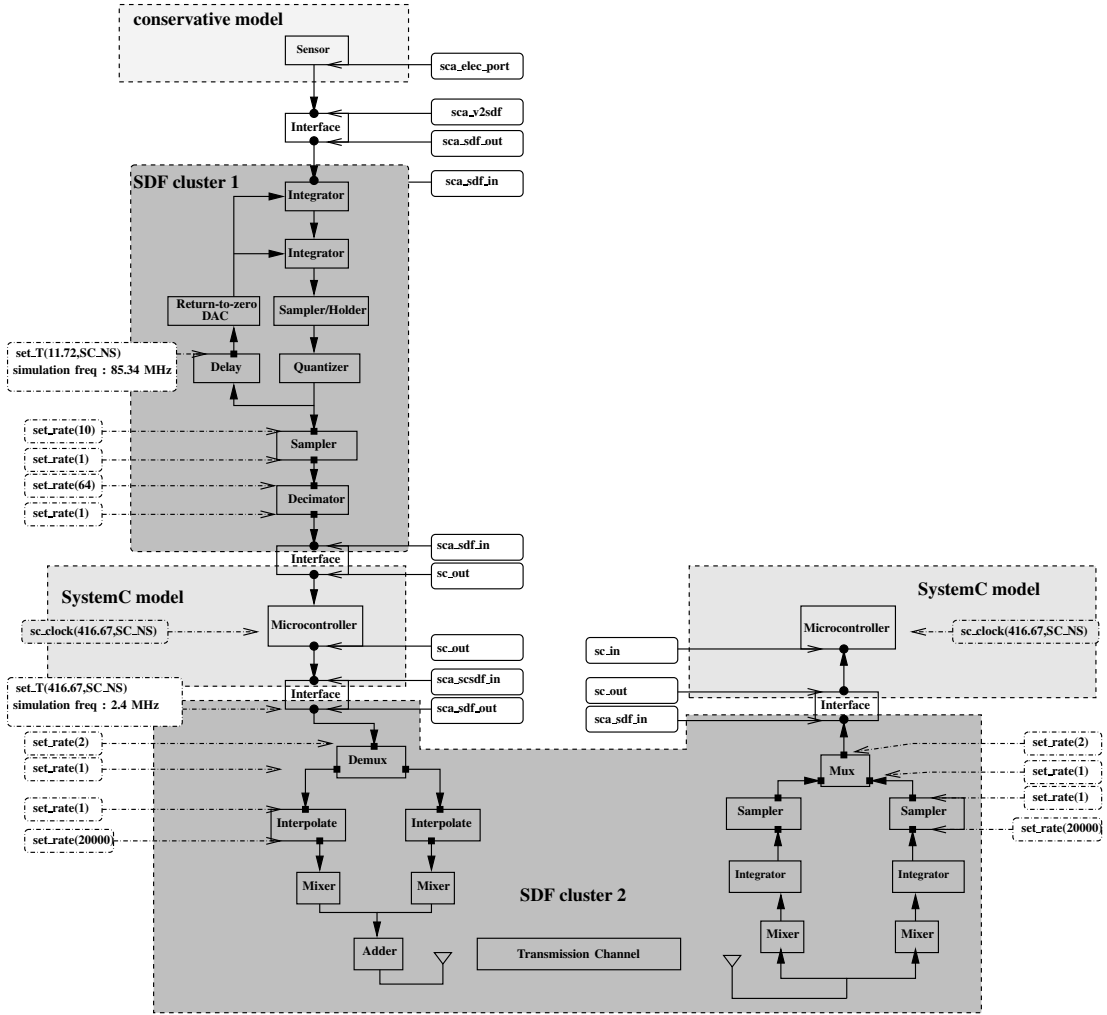 conservative model
Sensor
sca_elec_port
sca_v2sdf
Interface
sca_sdf_out
SDF cluster 1
sca_sdf_in
Integrator
Integrator
Return-to-zero
DAC
Sampler/Holder
set_T(11.72,SC_NS)
simulation freq : 85.34 MHz
Delay
Quantizer
set_rate(10)
Sampler
set_rate(1)
set_rate(64)
Decimator
set_rate(1)
sca_sdf_in
Interface
sc_out
SystemC model
SystemC model
Microcontroller
sc_clock(416.67,SC_NS)
Microcontroller
sc_clock(416.67,SC_NS)
sc_out
sc_in
sca_scsdf_in
set_T(416.67,SC_NS)
simulation freq : 2.4 MHz
Interface
sca_sdf_out
sc_out
Interface
sca_sdf_in
set_rate(2)
Demux
set_rate(1)
set_rate(2)
Mux
set_rate(1)
set_rate(1)
Interpolate
Interpolate
set_rate(20000)
Sampler
Sampler
set_rate(1)
set_rate(20000)
Mixer
Mixer
Integrator
Integrator
SDF cluster 2
Mixer
Mixer
Adder
Transmission Channel